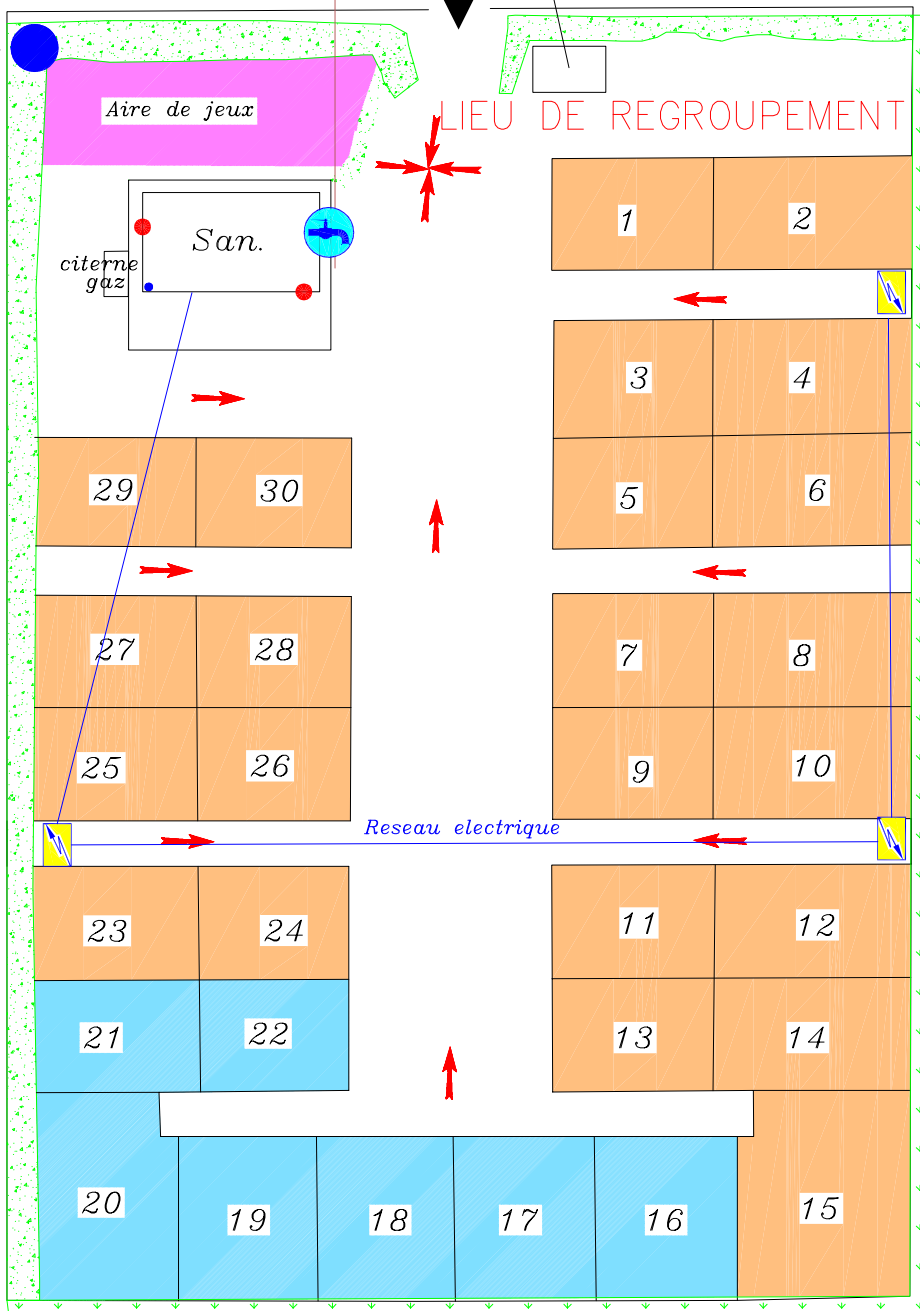 Aire de jeux
LIEU DE REGROUPEMENT
1 2
San.
citerne
gaz
3 4
29 30
5 6
27 28
7 8
25 26
9 10
Reseau electrique
23 24
11 12
21 22
13 14
20 19 18 17 16 15